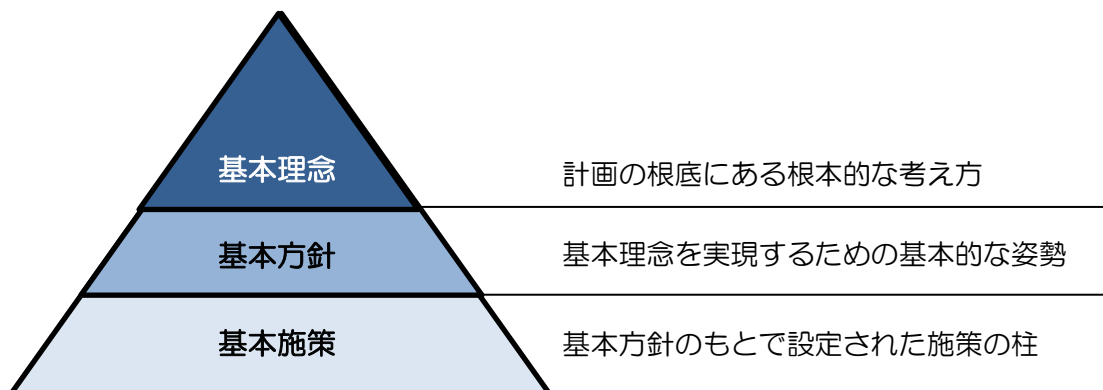 基本理念
計画の根底にある根本的な考え方
基本方針
基本理念を実現するための基本的な姿勢
基本施策
基本方針のもとで設定された施策の柱